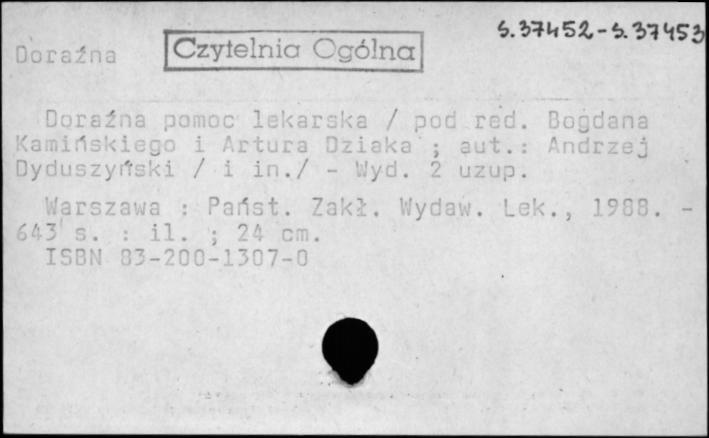 S.37452-S.37453
Czytelnia Ogólna
Doraźna
Doraźna pomoc lekarska / pod red. Bogdana
Kamińskiego i Artura Dziaka ; aut.: Andrzej
Dyduszyński / i in./ - Wyd. 2 uzup.
Warszawa : Państ. Zakł. Wydaw. Lek., 1988. -
643 s. : il. ; 24 cm.
ISBN 83-200-1307-0